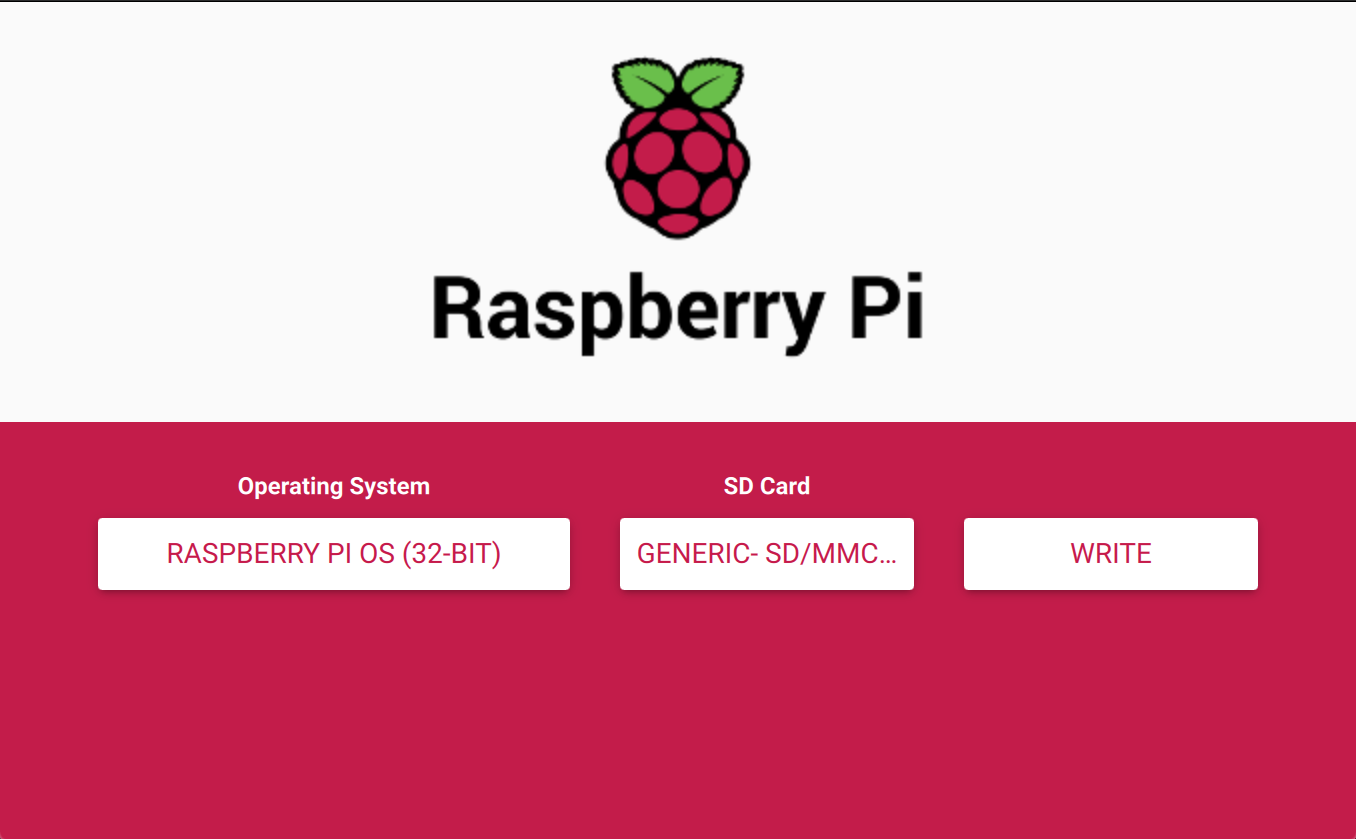 Raspberry Pi
Operating System
SD Card
RASPBERRY PI OS (32-BIT)
GENERIC- SD/MMC...
WRITE